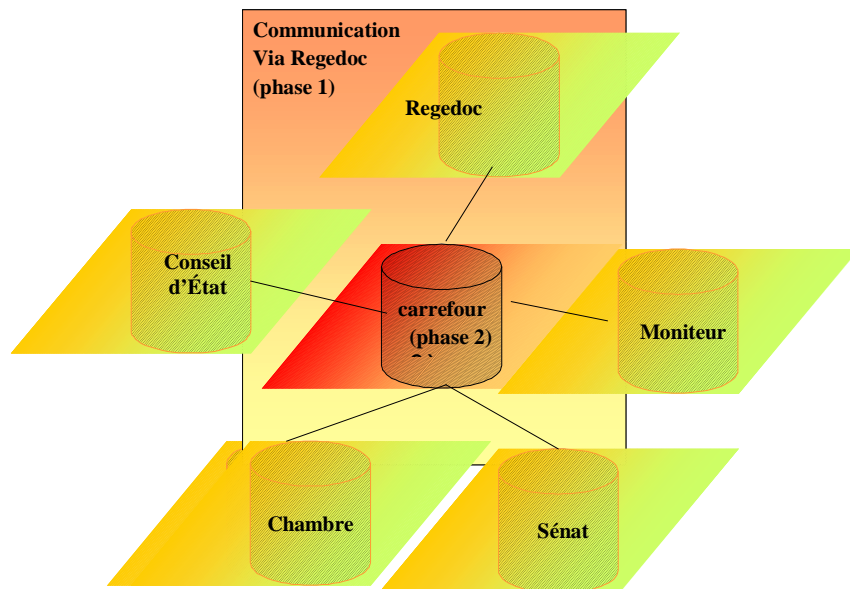 Communication
Via Regedoc
(phase 1)
Regedoc
Conseil
d’État
carrefour
(phase 2)
Moniteur
Chambre
Sénat